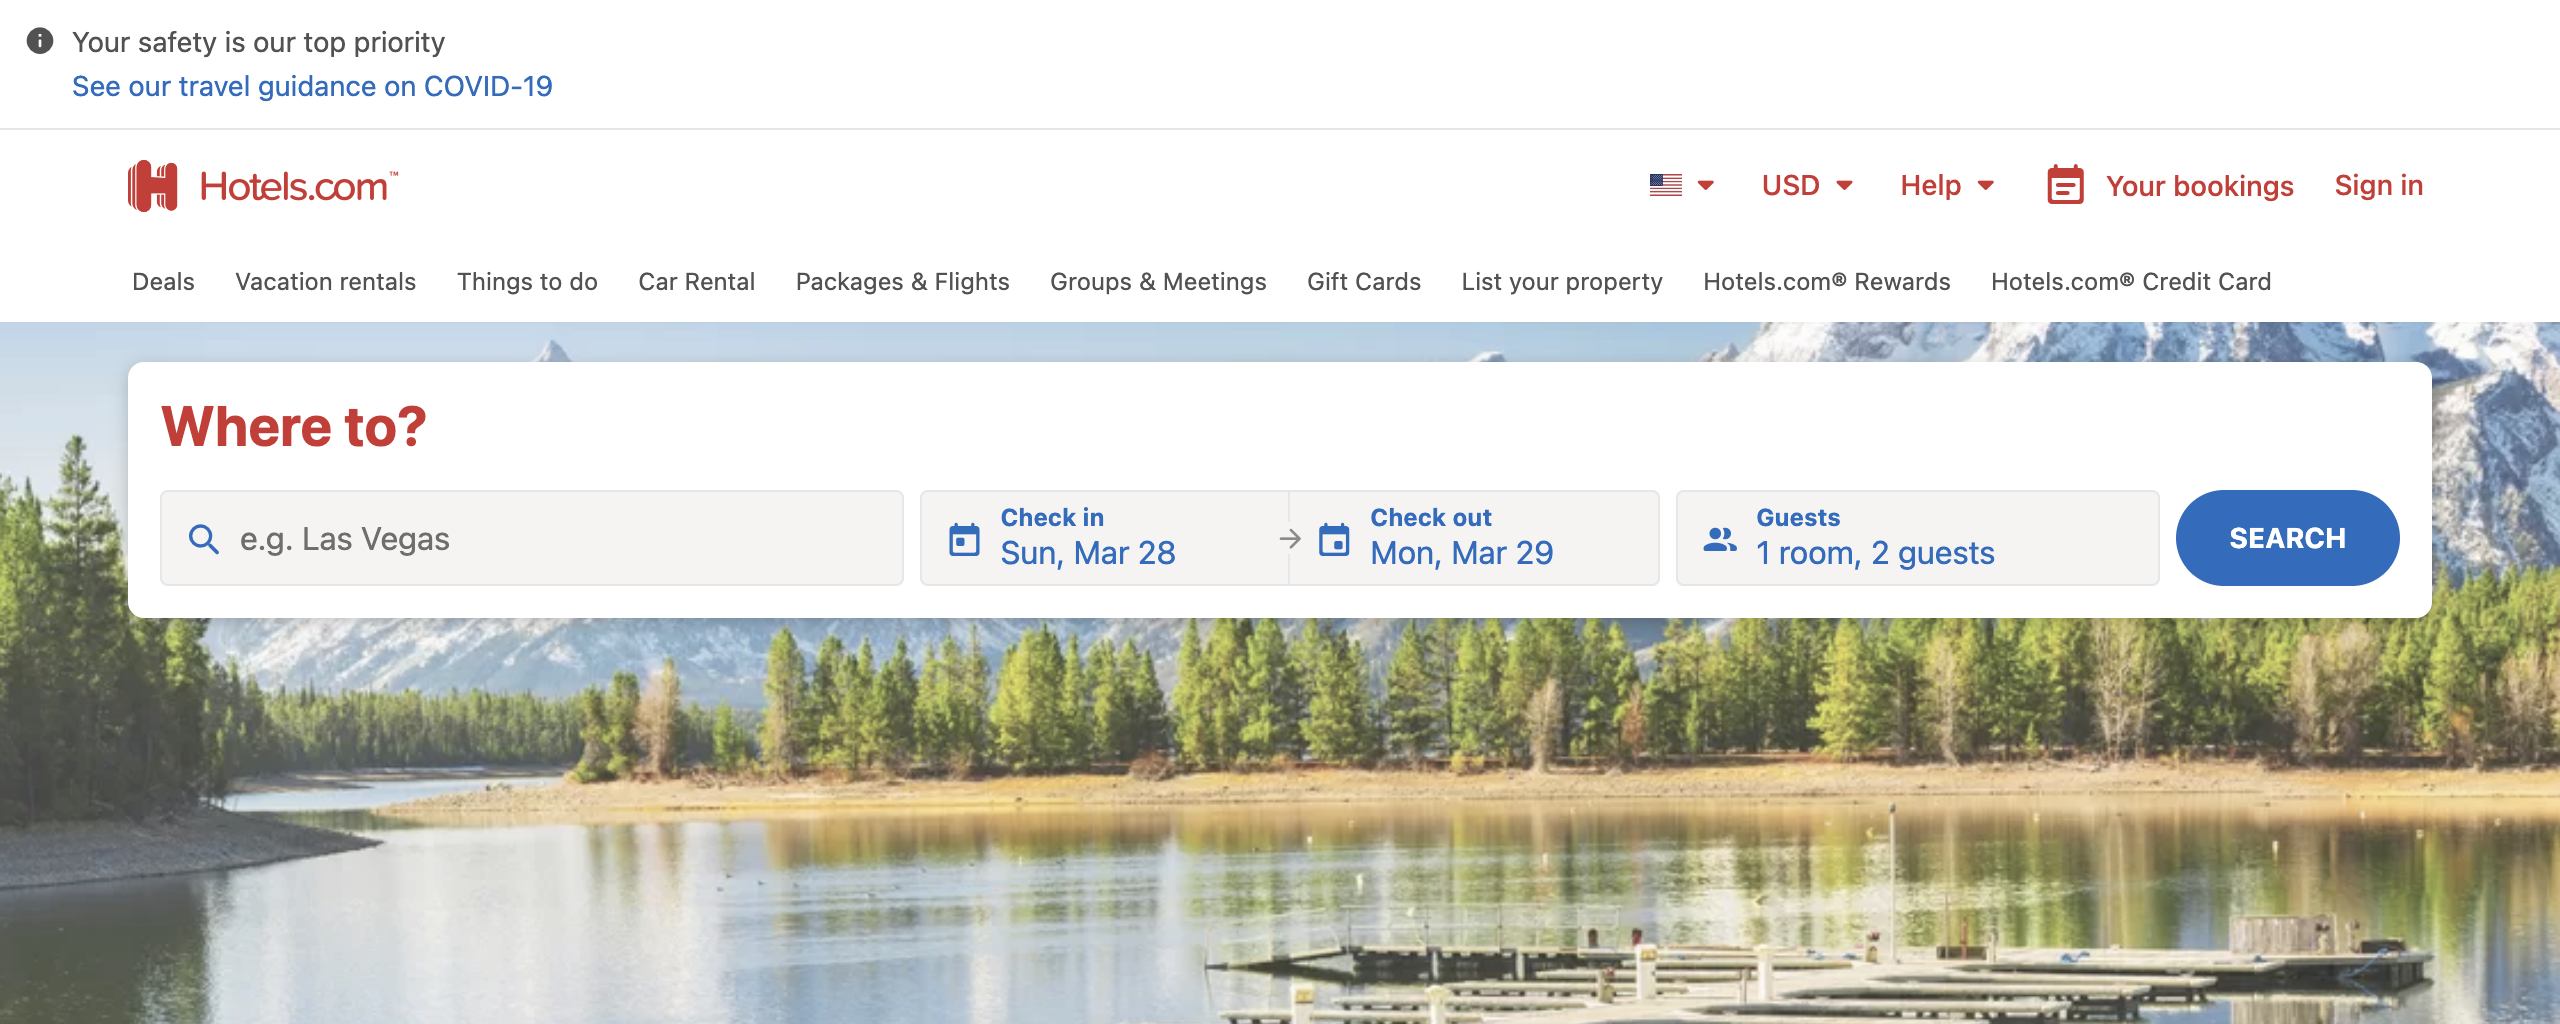 Your safety is our top priority
See our travel guidance on COVID-19
Hotels.com™
USD
Help
Your bookings
Sign in
Deals
Vacation rentals
Things to do
Car Rental
Packages & Flights
Groups & Meetings
Gift Cards
List your property
Hotels.com® Rewards
Hotels.com® Credit Card
Where to?
e.g. Las Vegas
Check in
Sun, Mar 28
Check out
Mon, Mar 29
Guests
1 room, 2 guests
SEARCH